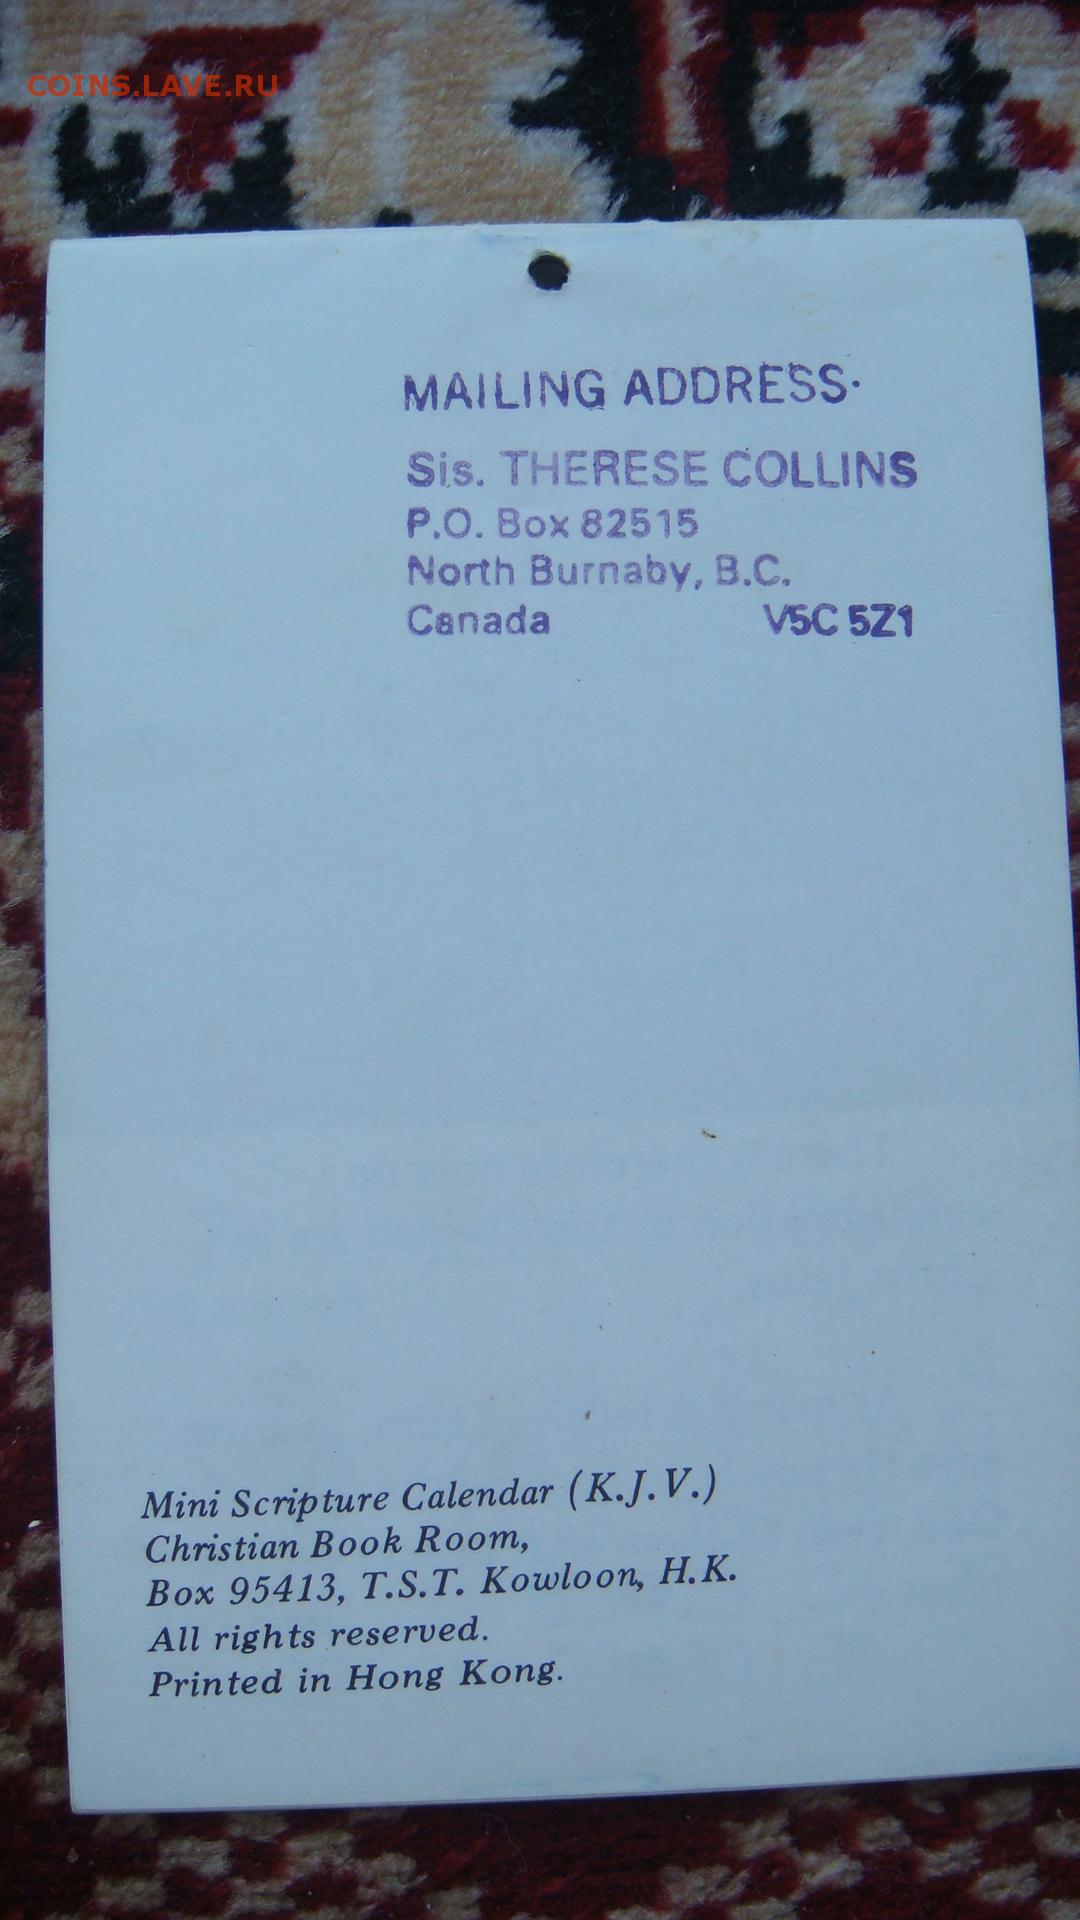 COINS.LAVE.RU
MAILING ADDRESS·
Sis. THERESE COLLINS
P.O. Box 82515
North Burnaby, B.C.
Canada V5C 5Z1
Mini Scripture Calendar (K.J.V.)
Christian Book Room,
Box 95413, T.S.T. Kowloon, H.K.
All rights reserved.
Printed in Hong Kong.